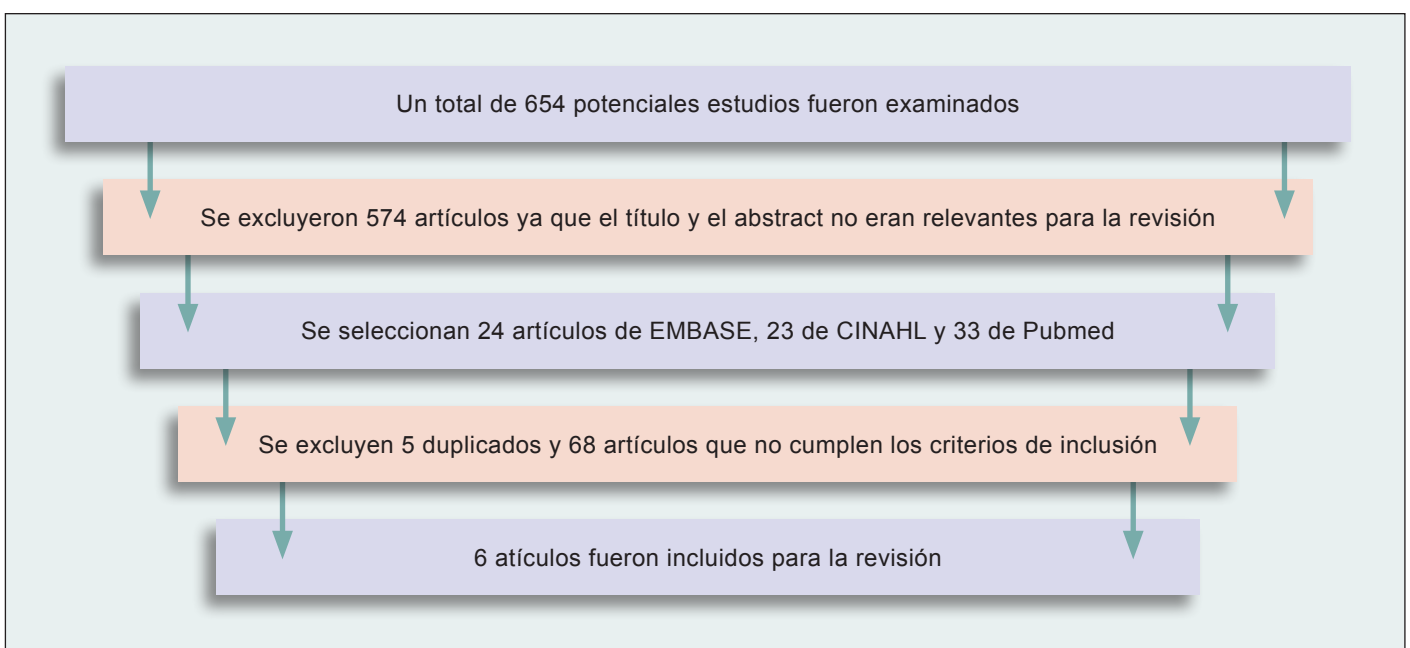 Un total de 654 potenciales estudios fueron examinados
Se excluyeron 574 artículos ya que el título y el abstract no eran relevantes para la revisión
Se seleccionan 24 artículos de EMBASE, 23 de CINAHL y 33 de Pubmed
Se excluyen 5 duplicados y 68 artículos que no cumplen los criterios de inclusión
6 atículos fueron incluidos para la revisión